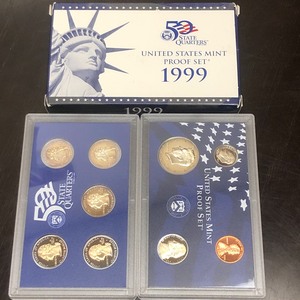 50
STATE
QUARTERS
UNITED STATES MINT
PROOF SET
1999
1999
50
STATE
QUARTERS
UNITED STATES MINT
PROOF SET